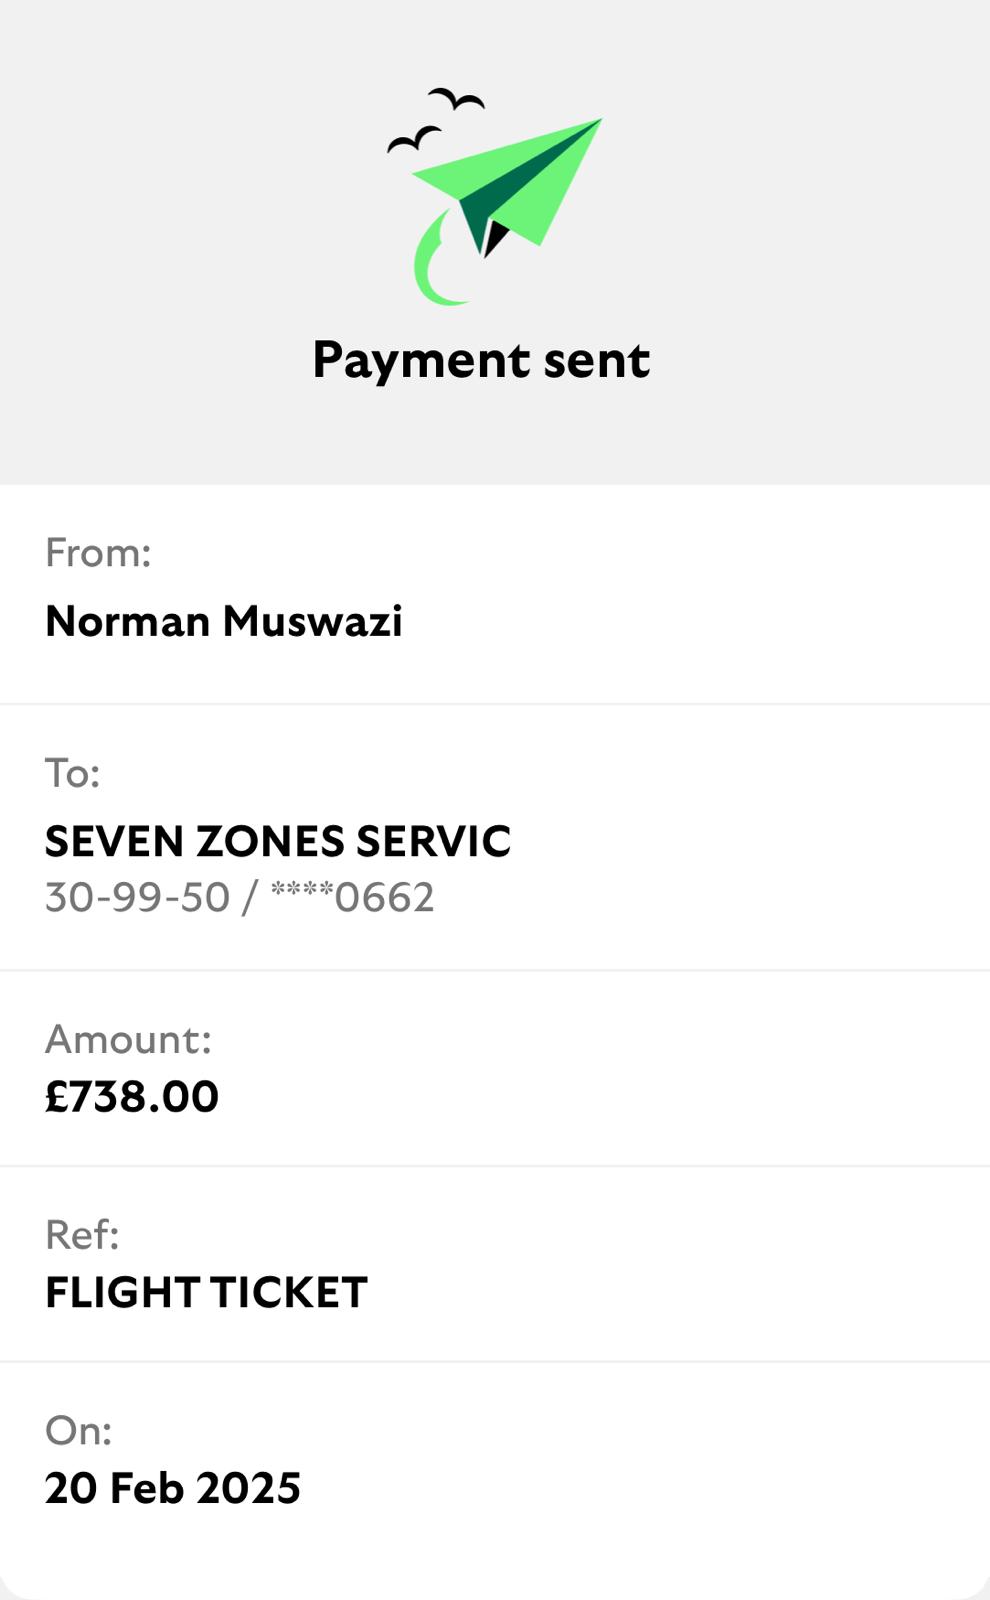 Payment sent
From:
Norman Muswazi
To:
SEVEN ZONES SERVIC
30-99-50 / ****0662
Amount:
£738.00
Ref:
FLIGHT TICKET
On:
20 Feb 2025